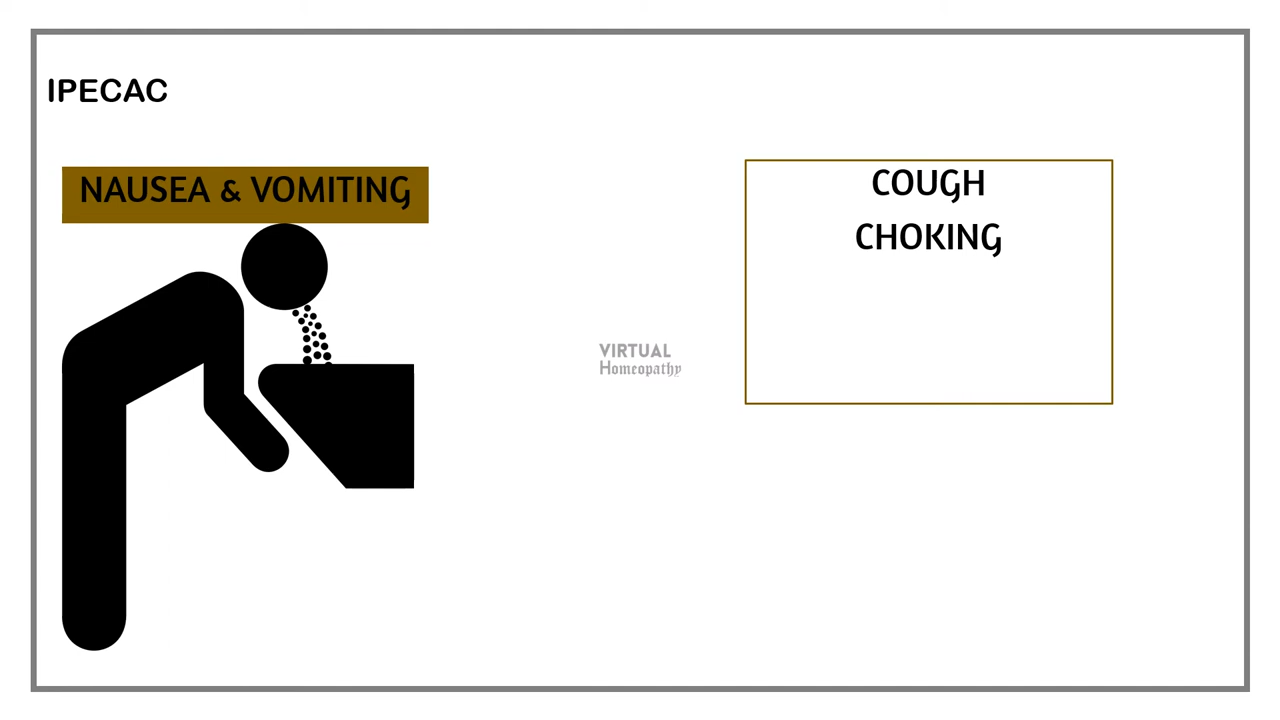 IPECAC
NAUSEA & VOMITING
COUGH
CHOKING
VIRTUAL
Homeopathy